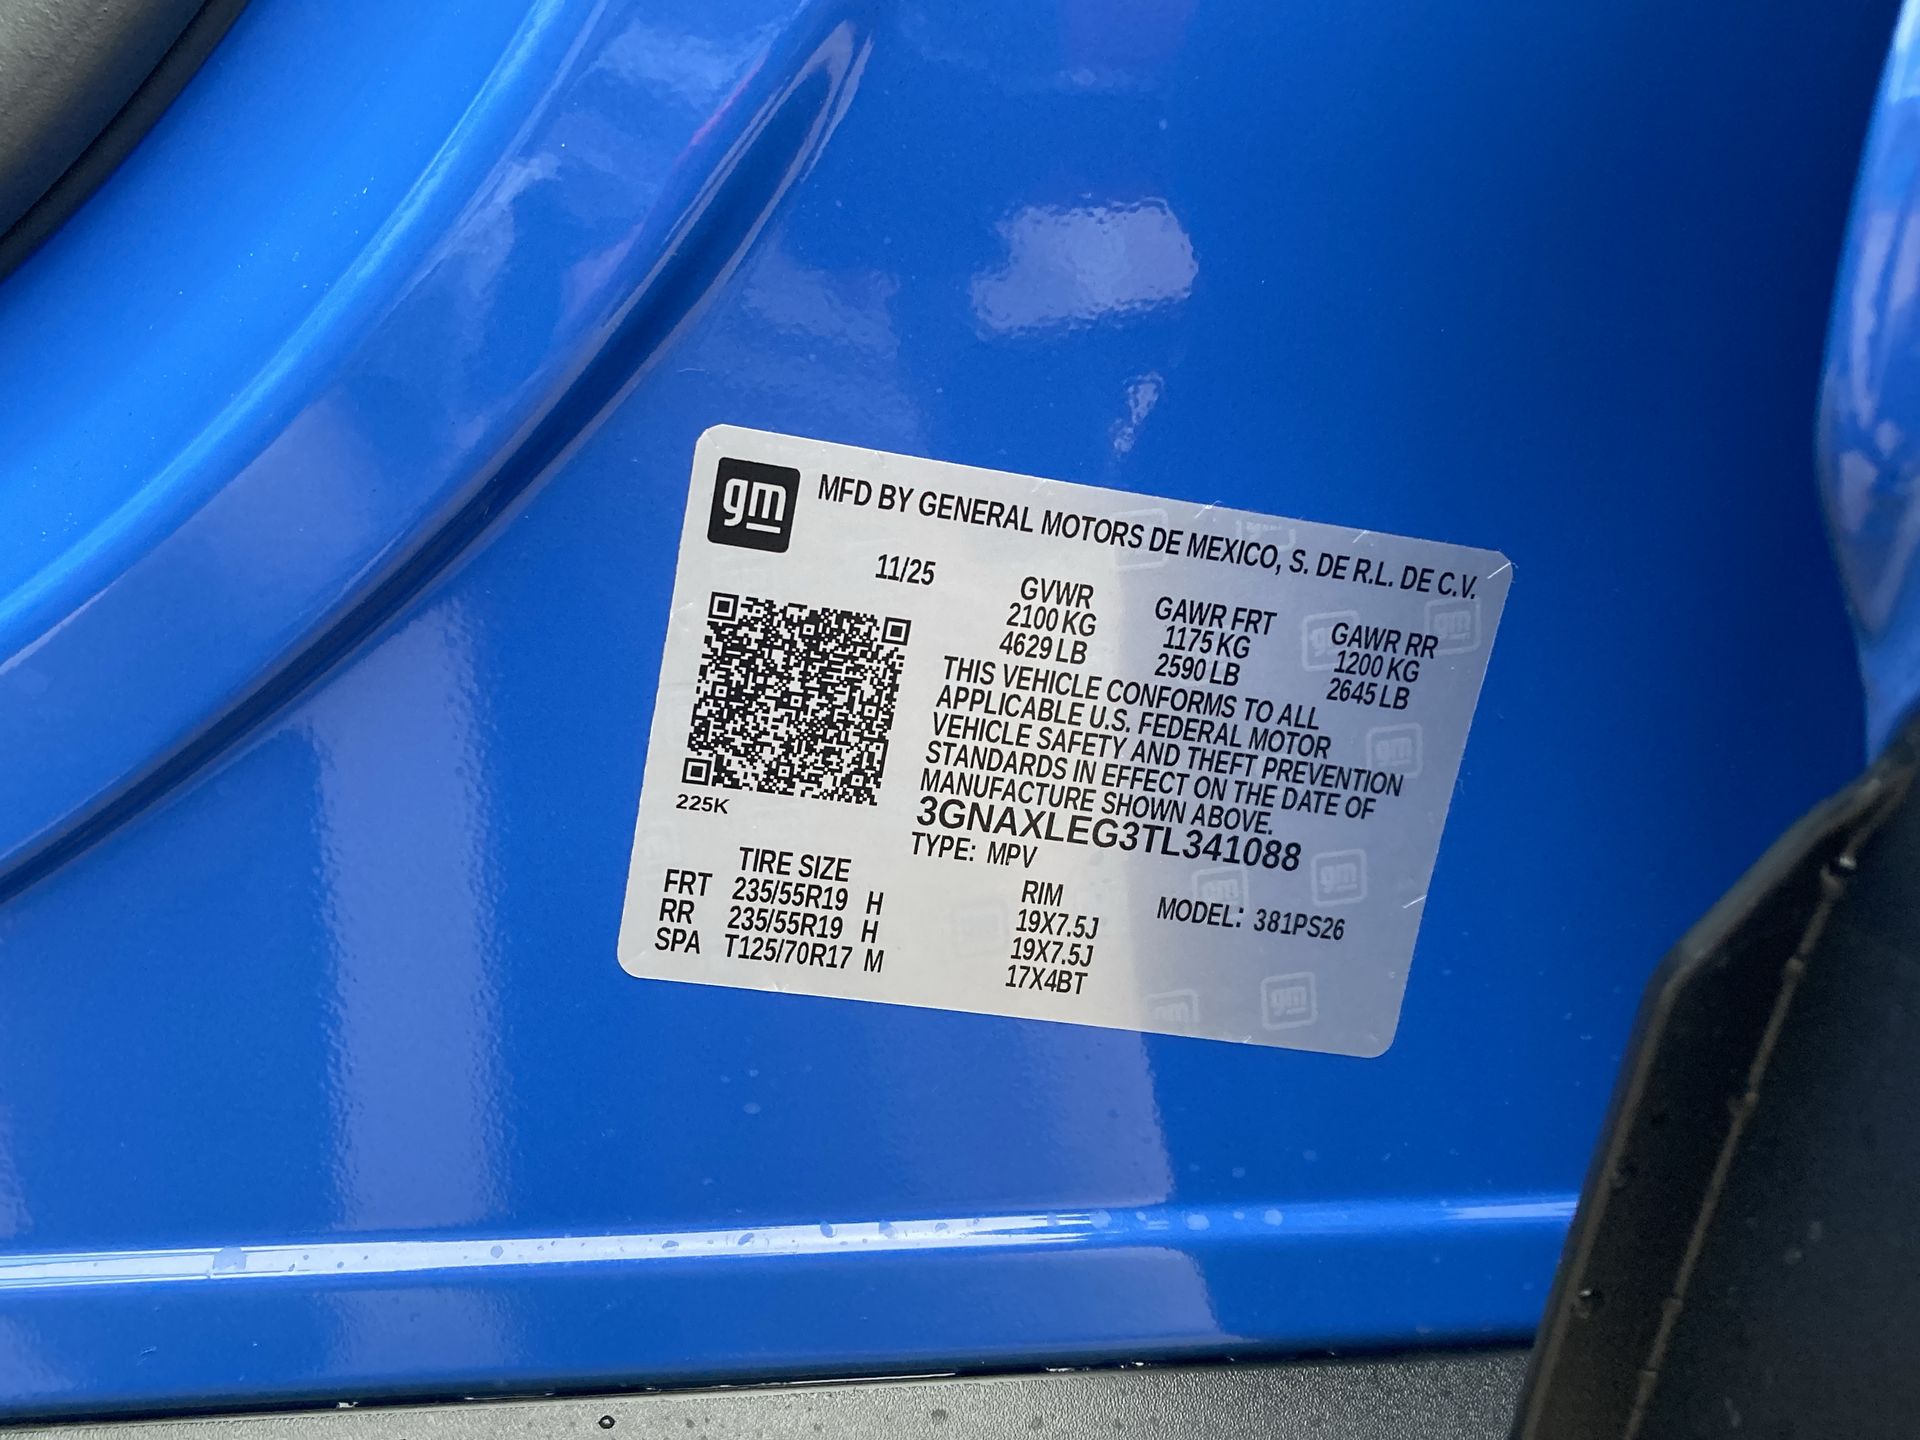 gm MFD BY GENERAL MOTORS DE MEXICO, S. DE R.L. DE C.V.
11/25 GVWR GAWR FRT GAWR RR
2100 KG 1175 KG 1200 KG
4629 LB 2590 LB 2645 LB
THIS VEHICLE CONFORMS TO ALL
APPLICABLE U.S. FEDERAL MOTOR
VEHICLE SAFETY AND THEFT PREVENTION
STANDARDS IN EFFECT ON THE DATE OF
MANUFACTURE SHOWN ABOVE.
225K
3GNAXLEG3TL341088
TYPE: MPV
TIRE SIZE RIM MODEL: 381PS26
FRT 235/55R19 H 19X7.5J
RR 235/55R19 H 19X7.5J
SPA T125/70R17 M 17X4BT